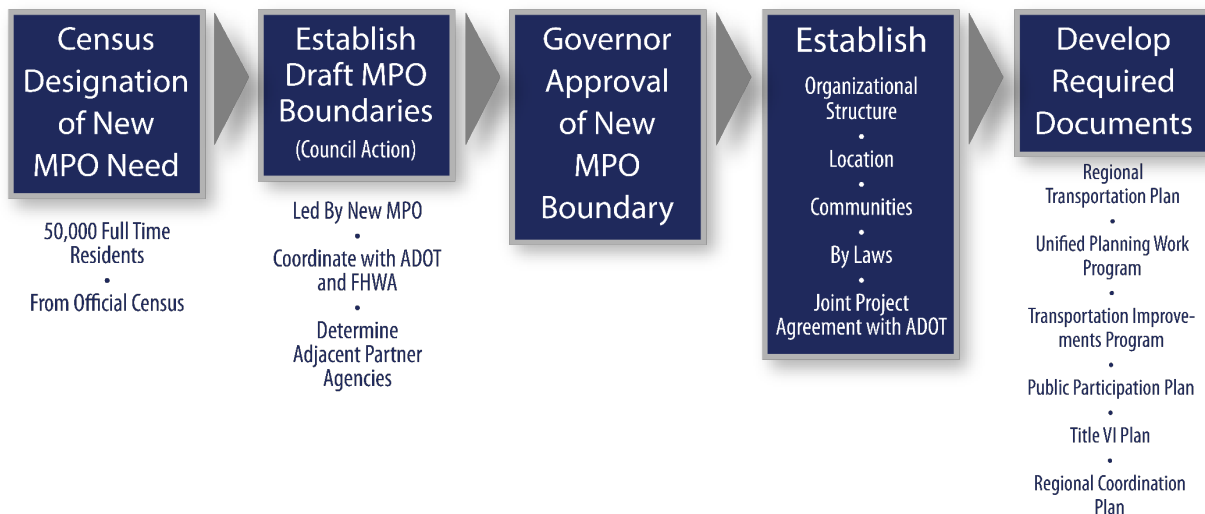 Census
Designation
of New
MPO Need
50,000 Full Time
Residents
•
From Official Census
Establish
Draft MPO
Boundaries
(Council Action)
Led By New MPO
•
Coordinate with ADOT
and FHWA
•
Determine
Adjacent Partner
Agencies
Governor
Approval
of New
MPO
Boundary
Establish
Organizational
Structure
•
Location
•
Communities
•
By Laws
•
Joint Project
Agreement with ADOT
Develop
Required
Documents
Regional
Transportation Plan
•
Unified Planning Work
Program
•
Transportation Improve-
ments Program
•
Public Participation Plan
•
Title VI Plan
•
Regional Coordination
Plan